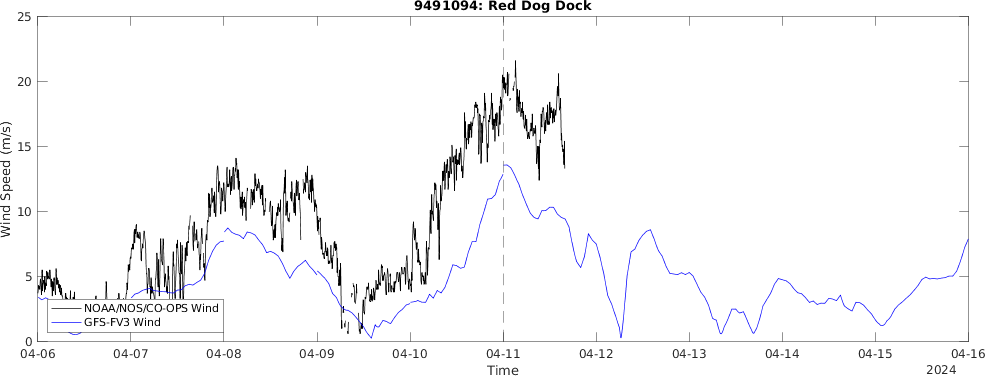 9491094: Red Dog Dock
25
20
15
10
5
0
Wind Speed (m/s)
NOAA/NOS/CO-OPS Wind
GFS-FV3 Wind
04-06 04-07 04-08 04-09 04-10 04-11 04-12 04-13 04-14 04-15 04-16
Time
2024